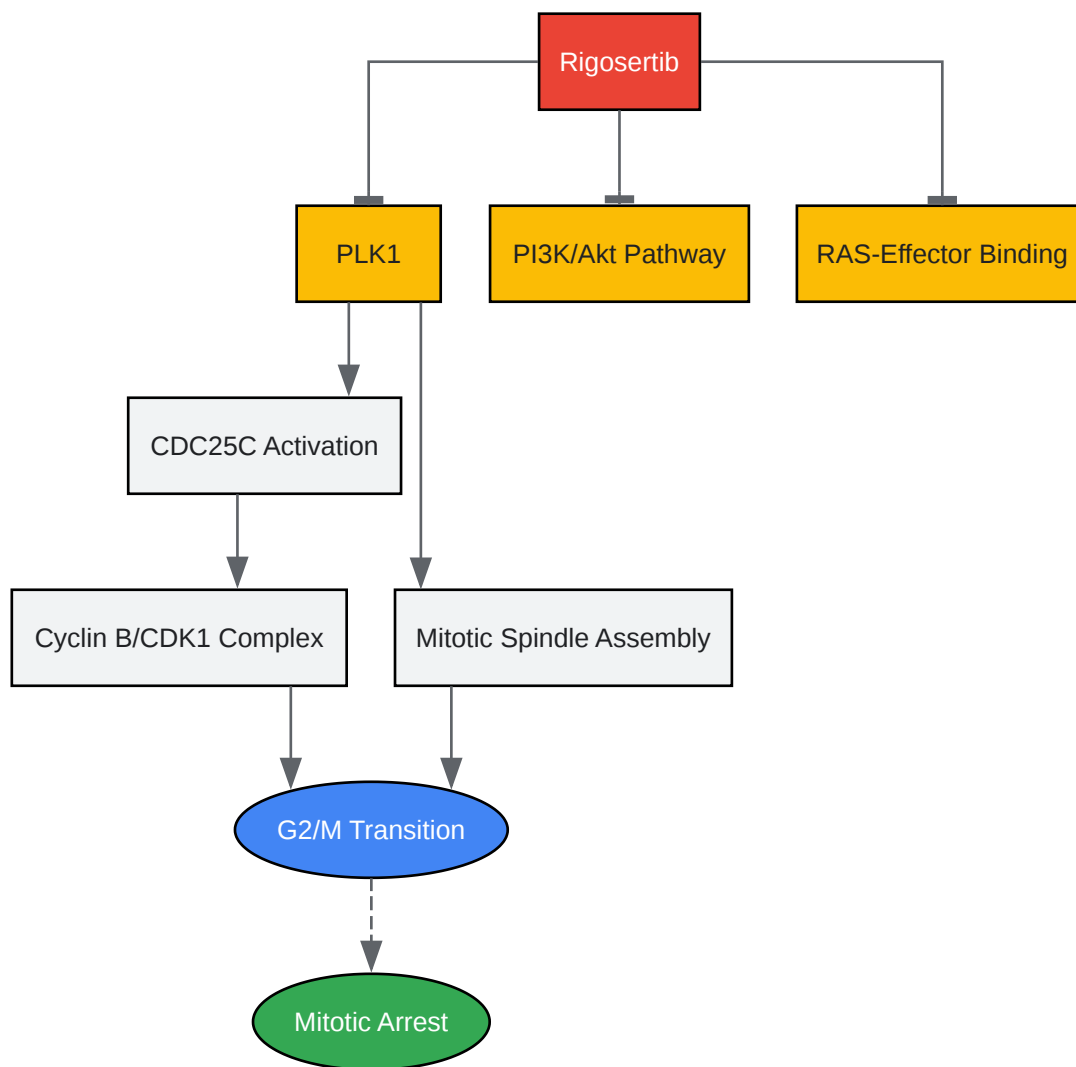 Rigosertib
PLK1
PI3K/Akt Pathway
RAS-Effector Binding
CDC25C Activation
Cyclin B/CDK1 Complex
Mitotic Spindle Assembly
G2/M Transition
Mitotic Arrest